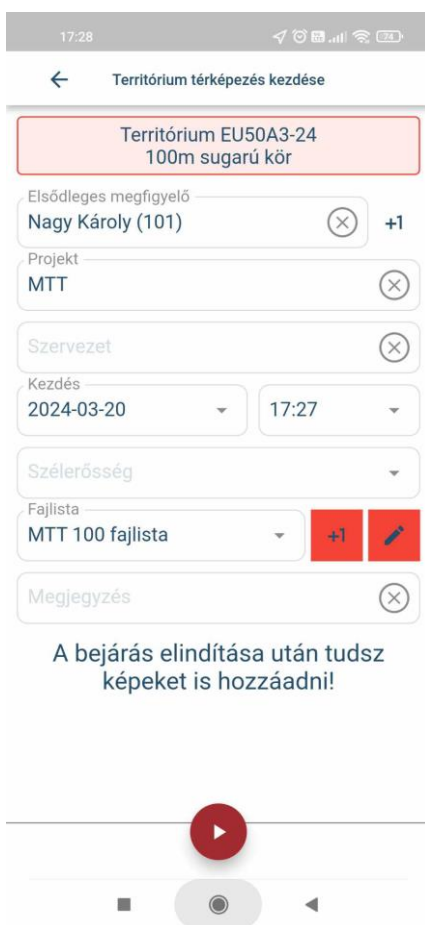 17:28
74
Territórium térképezés kezdése
Territórium EU50A3-24
100m sugarú kör
Elsődleges megfigyelő
Nagy Károly (101)
+1
Projekt
MTT
Szervezet
Kezdés
2024-03-20
17:27
Szélerősség
Fajlista
MTT 100 fajlista
+1
Megjegyzés
A bejárás elindítása után tudsz
képeket is hozzáadni!